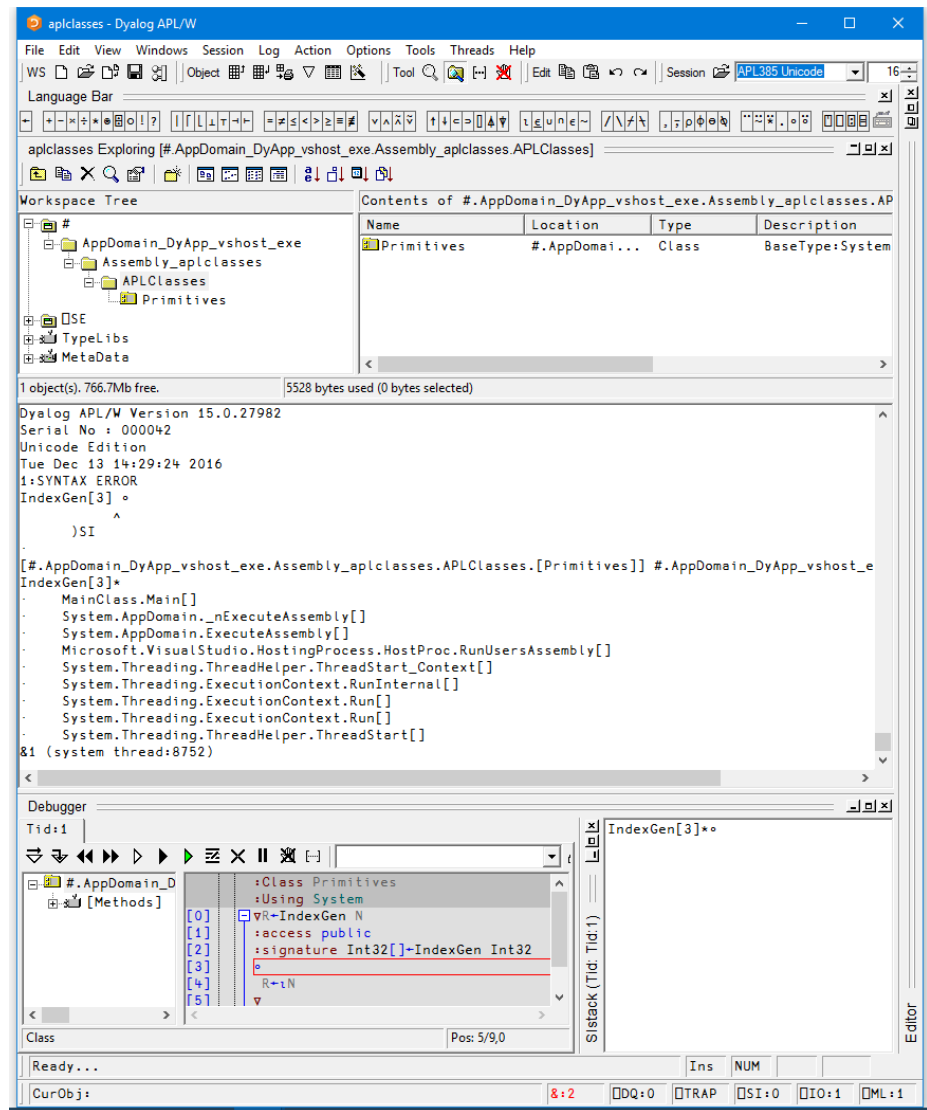 aplclasses - Dyalog APL/W
File Edit View Windows Session Log Action Options Tools Threads Help
WS Object Tool Edit Session APL385 Unicode 16
Language Bar
← + - × ÷ * ⍟ ⌹ ○ ! ? | ⌈ ⌊ ⊥ ⊤ ⊣ ⊢ = ≠ ≤ < > ≥ ≡ ≢ ∨ ∧ ⍲ ⍱ ↑ ↓ ⊂ ⊃ ⌷ ⍋ ⍒ ⍳ ⍷ ∪ ∩ ∊ ~ / \ ⌿ ⍀ , ⍪ ⍴ ⌽ ⊖ ⍉ ¨ ⍨ ⍣ . ∘ ⍤
aplclasses Exploring [#.AppDomain_DyApp_vshost_exe.Assembly_aplclasses.APLClasses]
Workspace Tree
Contents of #.AppDomain_DyApp_vshost_exe.Assembly_aplclasses.AP
#
AppDomain_DyApp_vshost_exe
Assembly_aplclasses
APLClasses
Primitives
⎕SE
TypeLibs
MetaData
Name Location Type Description
Primitives #.AppDomai... Class BaseType:System
1 object(s). 766.7Mb free. 5528 bytes used (0 bytes selected)
Dyalog APL/W Version 15.0.27982
Serial No : 000042
Unicode Edition
Tue Dec 13 14:29:24 2016
1:SYNTAX ERROR
IndexGen[3] ∘
^
)SI
·
[#.AppDomain_DyApp_vshost_exe.Assembly_aplclasses.APLClasses.[Primitives]] #.AppDomain_DyApp_vshost_e
IndexGen[3]*
· MainClass.Main[]
· System.AppDomain._nExecuteAssembly[]
· System.AppDomain.ExecuteAssembly[]
· Microsoft.VisualStudio.HostingProcess.HostProc.RunUsersAssembly[]
· System.Threading.ThreadHelper.ThreadStart_Context[]
· System.Threading.ExecutionContext.RunInternal[]
· System.Threading.ExecutionContext.Run[]
· System.Threading.ExecutionContext.Run[]
· System.Threading.ThreadHelper.ThreadStart[]
&1 (system thread:8752)
Debugger
Tid:1
#.AppDomain_D
[Methods]
:Class Primitives
:Using System
[0] ∇R←IndexGen N
[1] :access public
[2] :signature Int32[]←IndexGen Int32
[3] ∘
[4] R←⍳N
[5] ∇
Class Pos: 5/9,0
SIstack (Tid: Tid:1)
IndexGen[3]*∘
Editor
Ready... Ins NUM
CurObj: &:2 ⎕DQ:0 ⎕TRAP ⎕SI:0 ⎕IO:1 ⎕ML:1